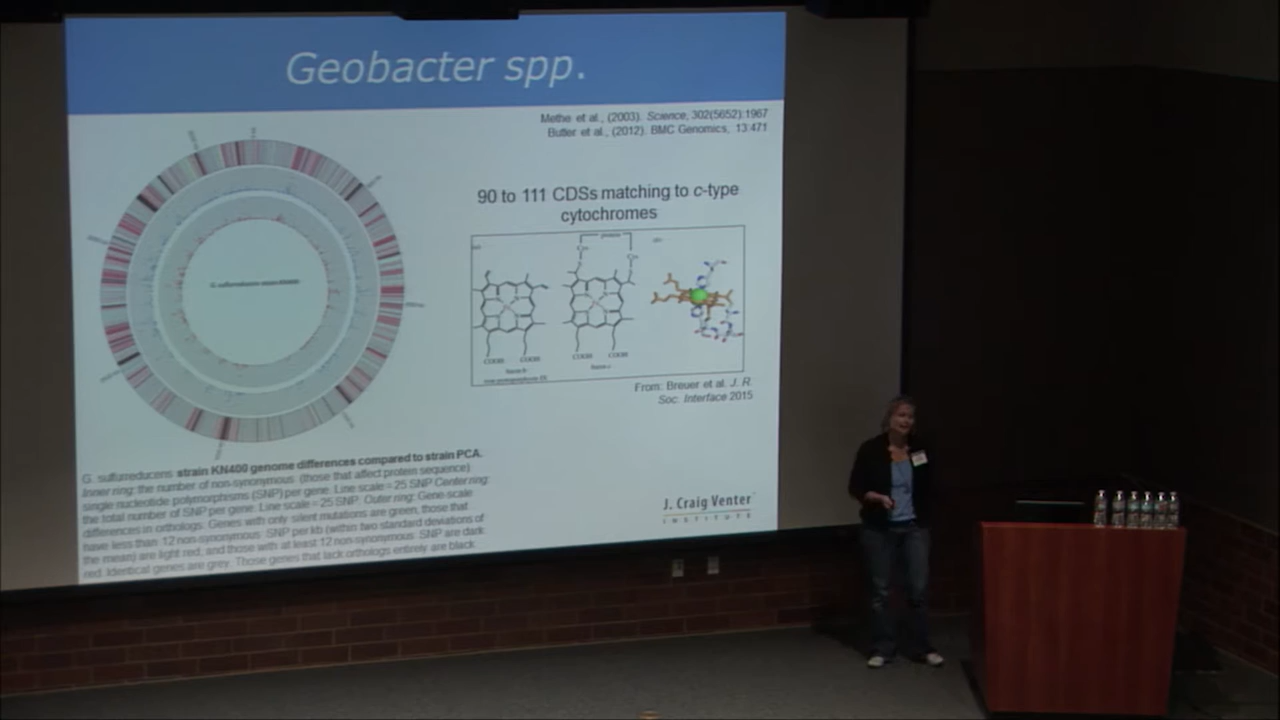 Geobacter spp.
Methe et al., (2003). Science, 302(5652):1967
Butler et al., (2012). BMC Genomics, 13:471
90 to 111 CDSs matching to c-type
cytochromes
protein
Cys
Cys
COOH COOH
COOH COOH
From: Breuer et al. J. R.
Soc. Interface 2015
G. sulfurreducens strain KN400 genome differences compared to strain PCA.
Inner ring: the number of non-synonymous (those that affect protein sequence)
single nucleotide polymorphisms (SNP) per gene. Line scale = 25 SNP Center ring:
the total number of SNP per gene. Line scale = 25 SNP. Outer ring: Gene-scale
differences in orthologs: Genes with only silent mutations are green, those that
have less than 12 non-synonymous SNP per kb (within two standard deviations of
the mean) are light red, and those with at least 12 non-synonymous SNP are dark
red. Identical genes are grey. Those genes that lack orthologs entirely are black
J. Craig Venter
INSTITUTE